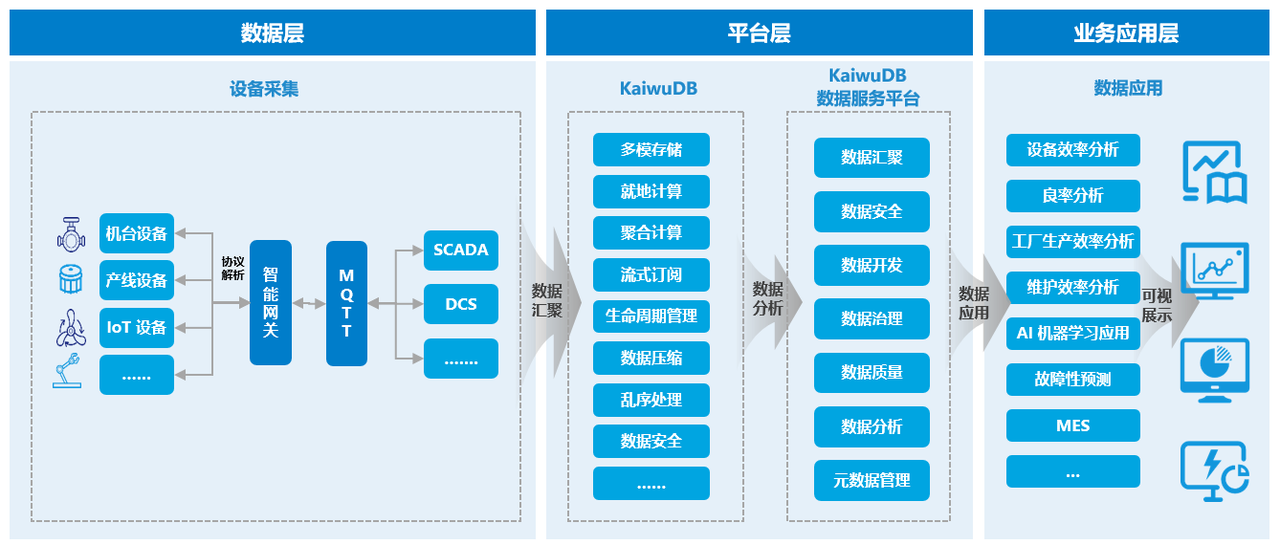 数据层
平台层
业务应用层
设备采集
机台设备
产线设备
IoT 设备
......
协议
解析
智
能
网
关
M
Q
T
T
SCADA
DCS
.......
数据
汇聚
KaiwuDB
多模存储
就地计算
聚合计算
流式订阅
生命周期管理
数据压缩
乱序处理
数据安全
......
数据
分析
KaiwuDB
数据服务平台
数据汇聚
数据安全
数据开发
数据治理
数据质量
数据分析
元数据管理
数据
应用
数据应用
设备效率分析
良率分析
工厂生产效率分析
维护效率分析
AI 机器学习应用
故障性预测
MES
...
可视
展示